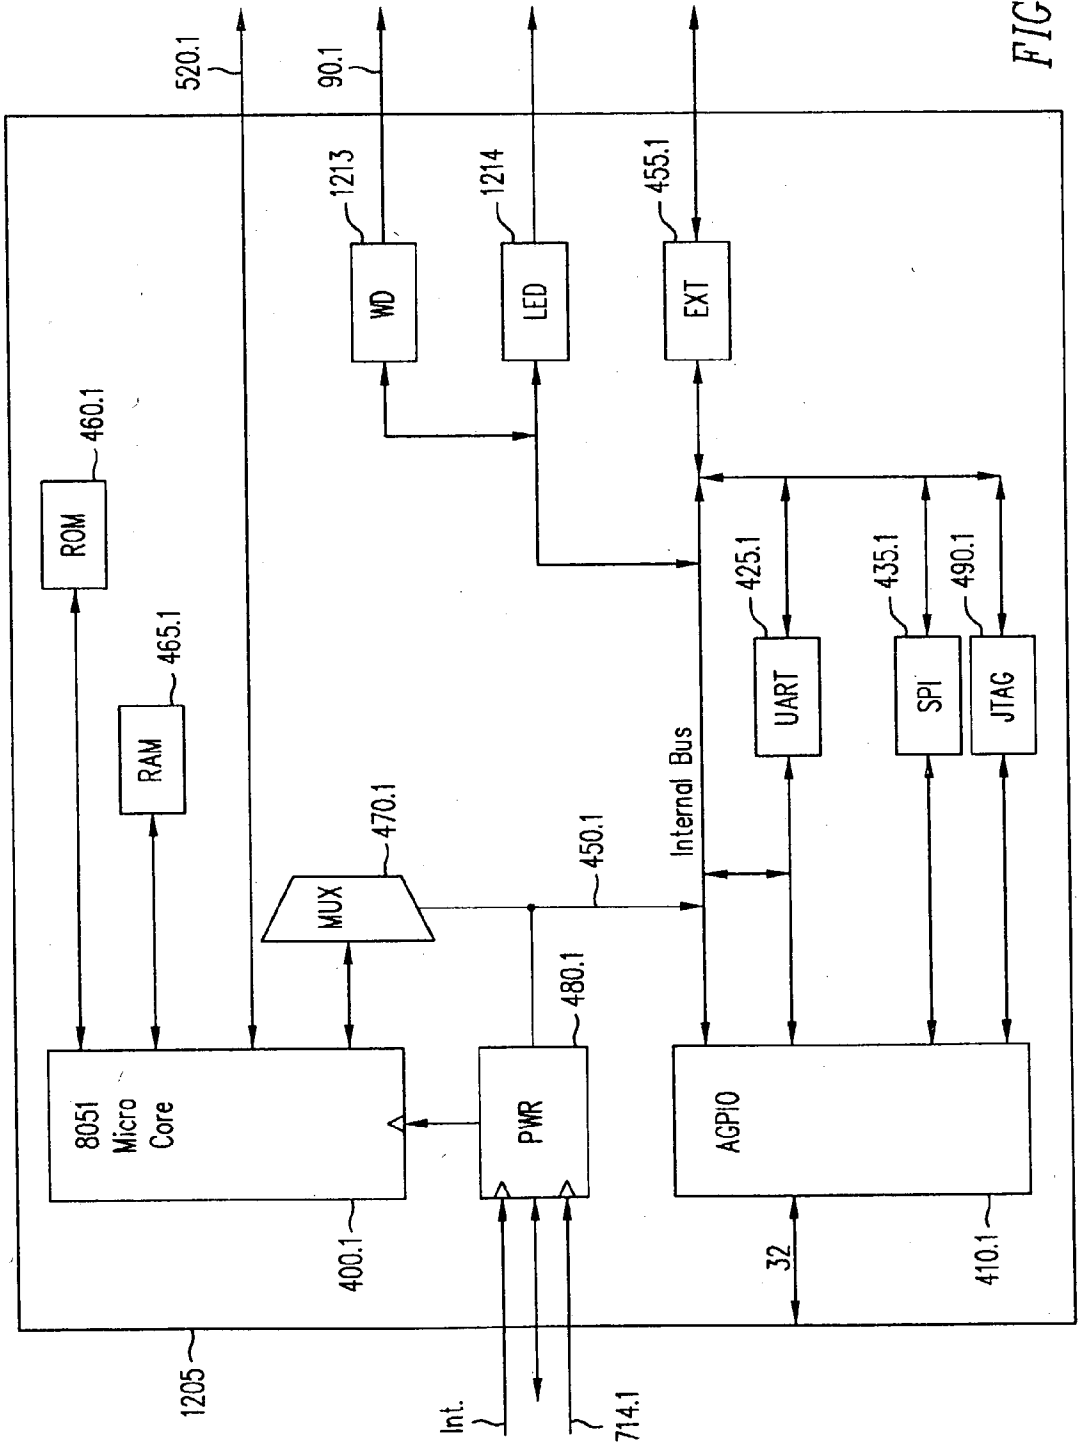 FIG
520.1
90.1
1213
1214
455.1
WD
LED
EXT
460.1
ROM
465.1
RAM
425.1
435.1
490.1
UART
SPI
JTAG
470.1
MUX
Internal Bus
450.1
480.1
8051
Micro
Core
PWR
AGPIO
400.1
32
410.1
1205
Int.
714.1